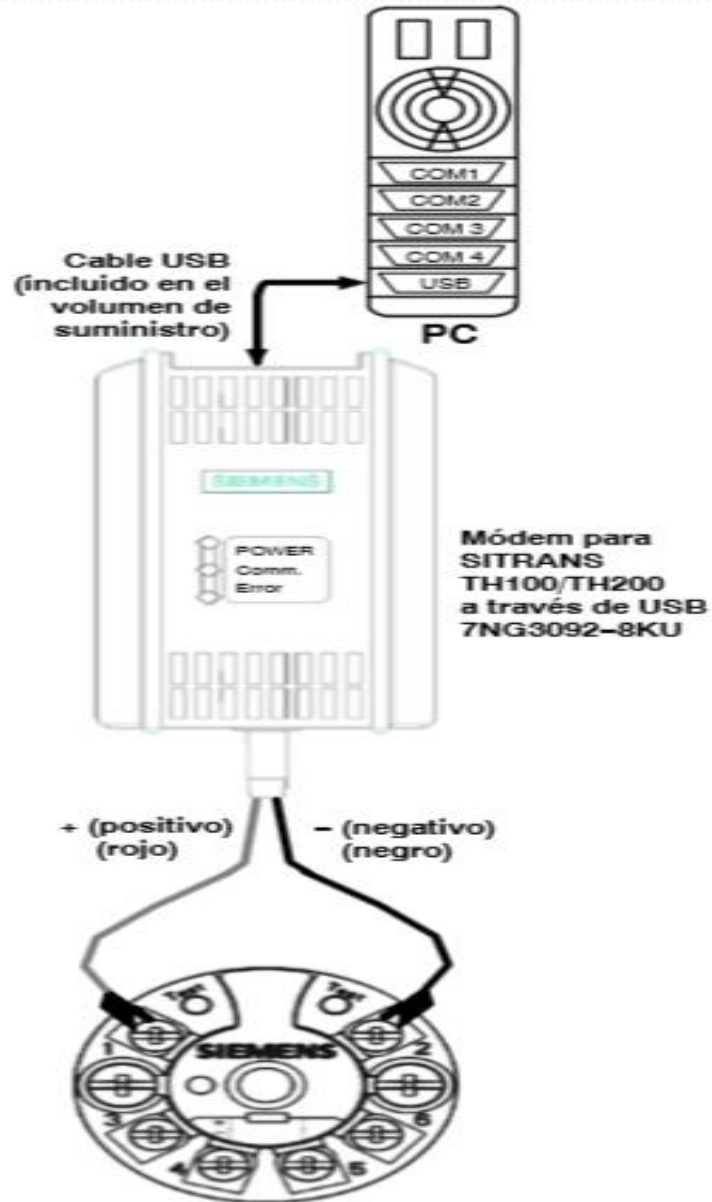 COM1
COM2
COM 3
COM 4
USB
PC
Cable USB
(incluido en el
volumen de
suministro)
SIEMENS
POWER
Comm.
Error
Módem para
SITRANS
TH100/TH200
a través de USB
7NG3092-8KU
+ (positivo)
(rojo)
- (negativo)
(negro)
Test
Test
1
2
SIEMENS
3
6
4
5